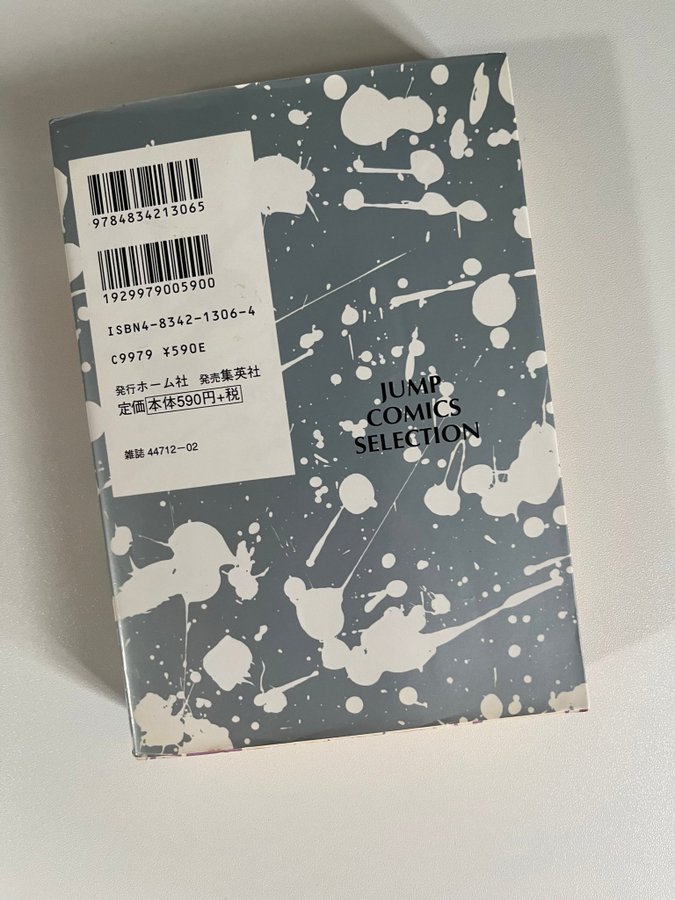 9784834213065
1929979005900
ISBN4-8342-1306-4
C9979 ¥590E
発行ホーム社 発売集英社
定価本体590円+税
雑誌 44712-02
JUMP
COMICS
SELECTION